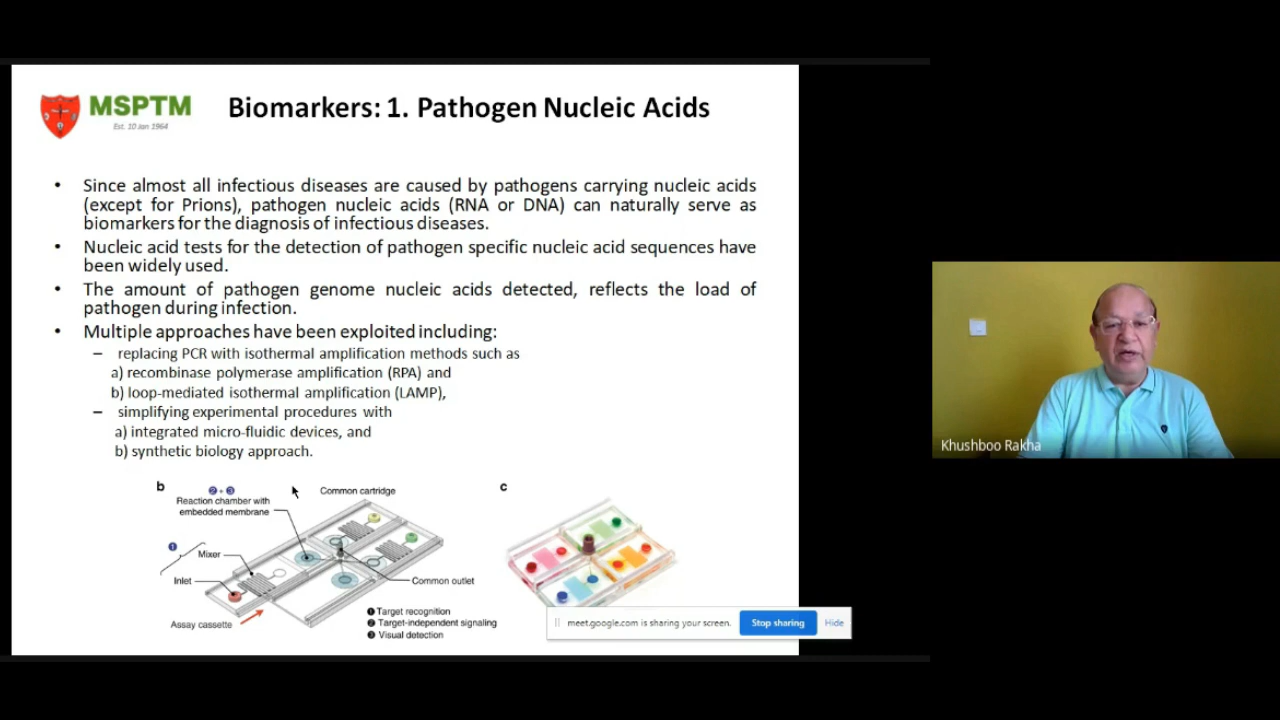 MSPTM
Est. 10 Jan 1964
Biomarkers: 1. Pathogen Nucleic Acids
• Since almost all infectious diseases are caused by pathogens carrying nucleic acids
(except for Prions), pathogen nucleic acids (RNA or DNA) can naturally serve as
biomarkers for the diagnosis of infectious diseases.
• Nucleic acid tests for the detection of pathogen specific nucleic acid sequences have
been widely used.
• The amount of pathogen genome nucleic acids detected, reflects the load of
pathogen during infection.
• Multiple approaches have been exploited including:
– replacing PCR with isothermal amplification methods such as
a) recombinase polymerase amplification (RPA) and
b) loop-mediated isothermal amplification (LAMP),
– simplifying experimental procedures with
a) integrated micro-fluidic devices, and
b) synthetic biology approach.
b
❷ + ❸
Reaction chamber with
embedded membrane
Common cartridge
❶
Mixer
Inlet
Common outlet
Assay cassette
❶ Target recognition
❷ Target-independent signaling
❸ Visual detection
c
meet.google.com is sharing your screen.
Stop sharing
Hide
Khushboo Rakha